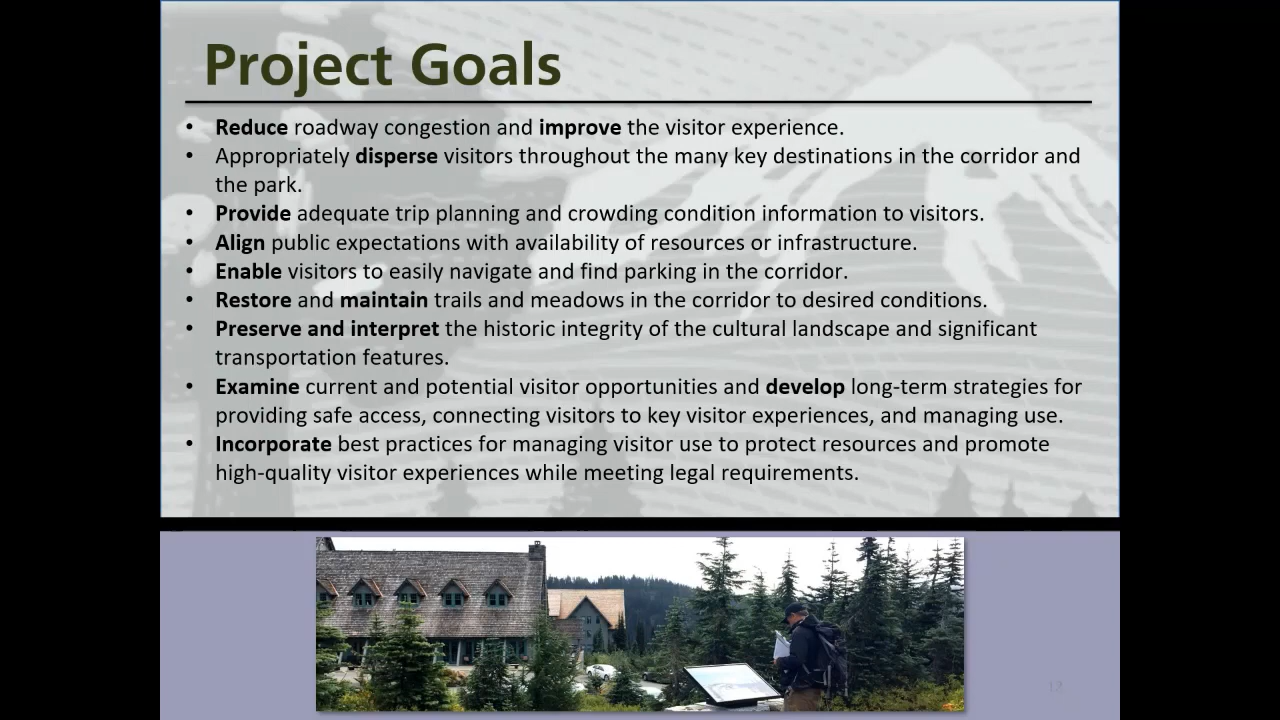 Project Goals
• Reduce roadway congestion and improve the visitor experience.
• Appropriately disperse visitors throughout the many key destinations in the corridor and
the park.
• Provide adequate trip planning and crowding condition information to visitors.
• Align public expectations with availability of resources or infrastructure.
• Enable visitors to easily navigate and find parking in the corridor.
• Restore and maintain trails and meadows in the corridor to desired conditions.
• Preserve and interpret the historic integrity of the cultural landscape and significant
transportation features.
• Examine current and potential visitor opportunities and develop long-term strategies for
providing safe access, connecting visitors to key visitor experiences, and managing use.
• Incorporate best practices for managing visitor use to protect resources and promote
high-quality visitor experiences while meeting legal requirements.